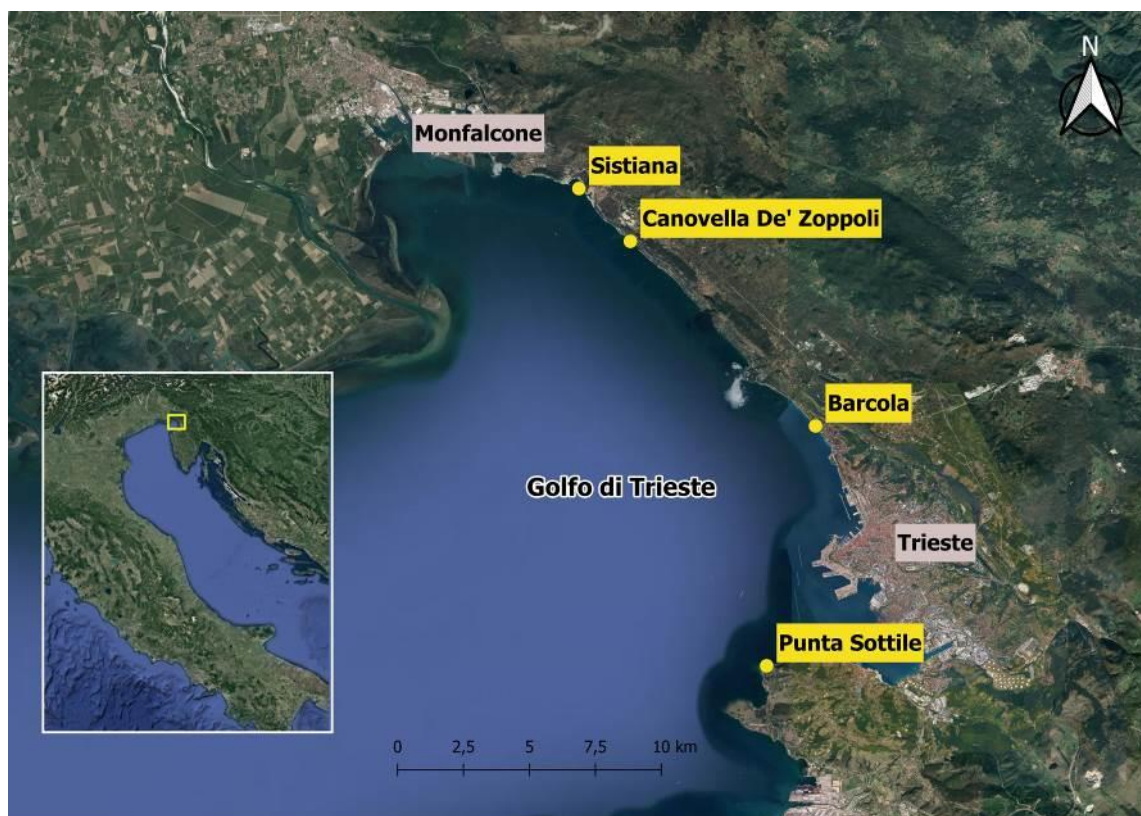 N
Monfalcone
Sistiana
Canovella De' Zoppoli
Barcola
Golfo di Trieste
Trieste
Punta Sottile
0 2,5 5 7,5 10 km